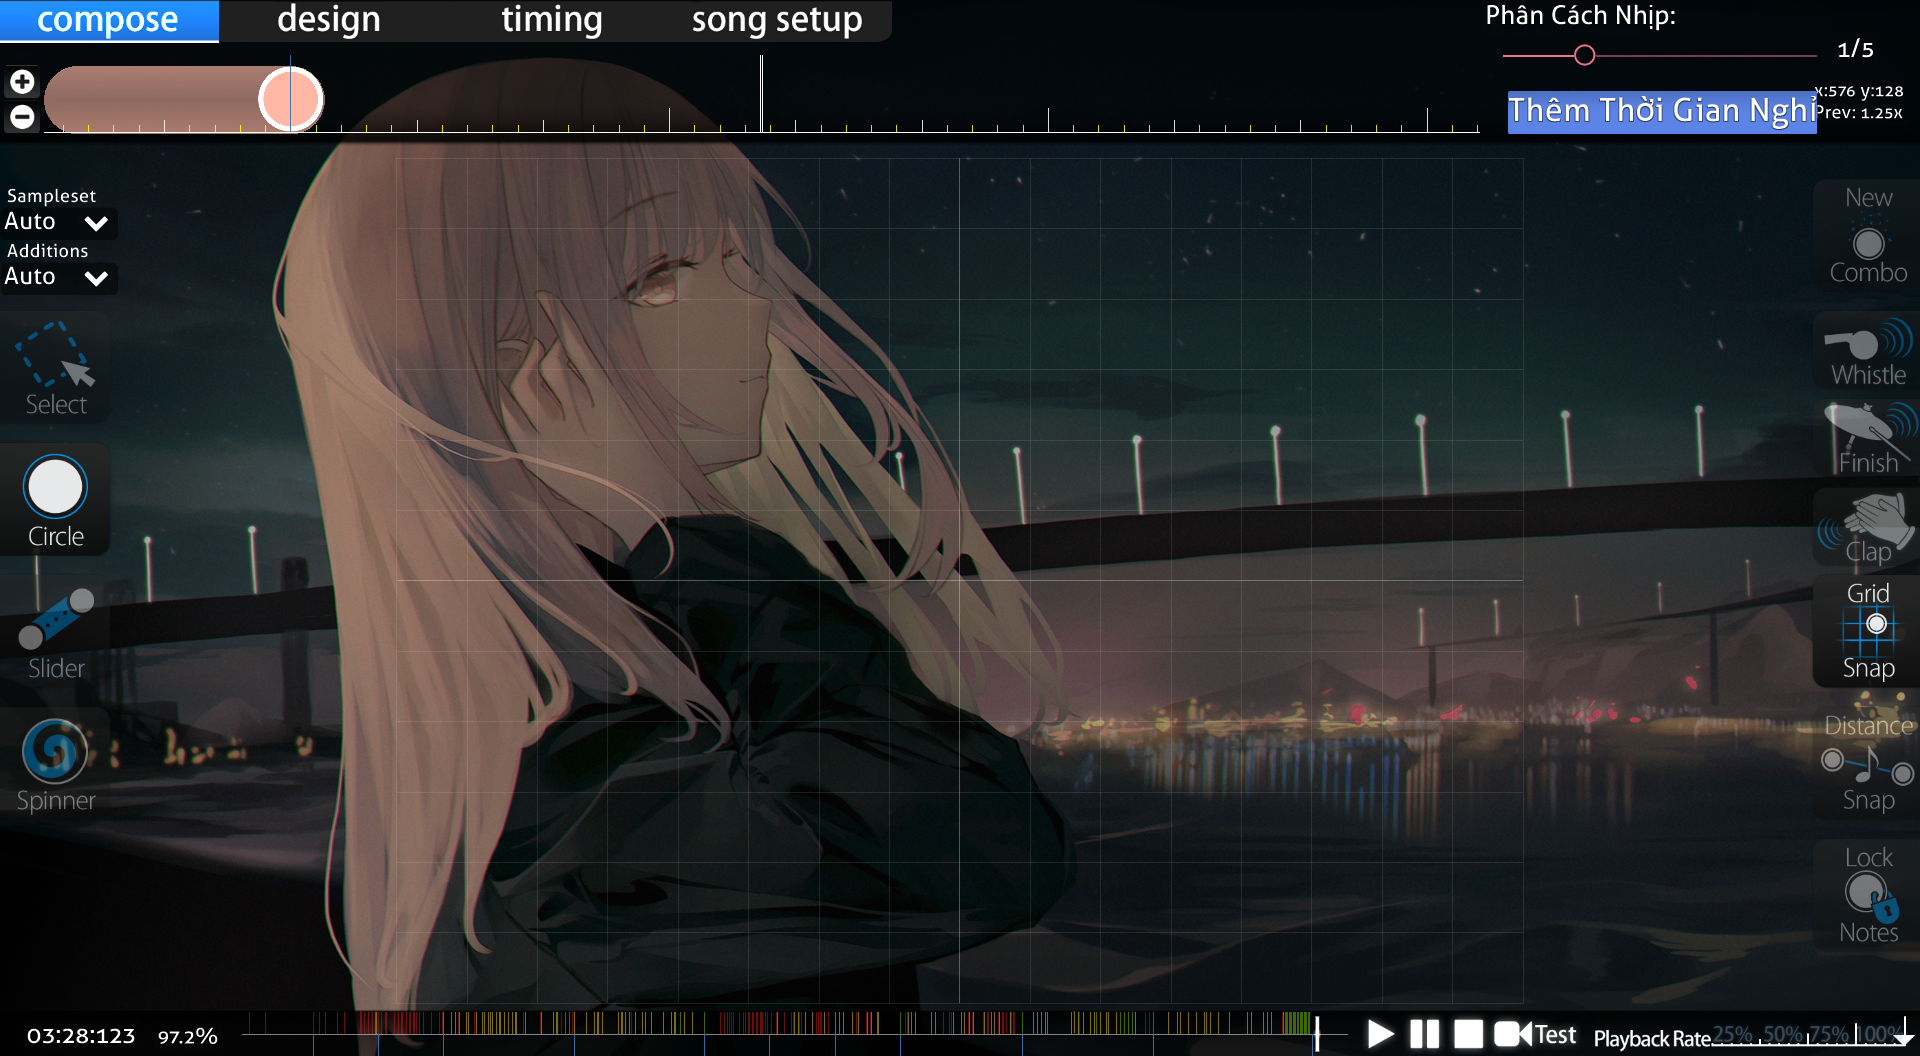 compose design timing song setup
Phân Cách Nhịp:
1/5
Thêm Thời Gian Nghỉ
x:576 y:128
Prev: 1.25x
Sampleset
Auto
Additions
Auto
Select
Circle
Slider
Spinner
New
Combo
Whistle
Finish
Clap
Grid
Snap
Distance
Snap
Lock
Notes
03:28:123 97.2%
Test
Playback Rate 25% 50% 75% 100%